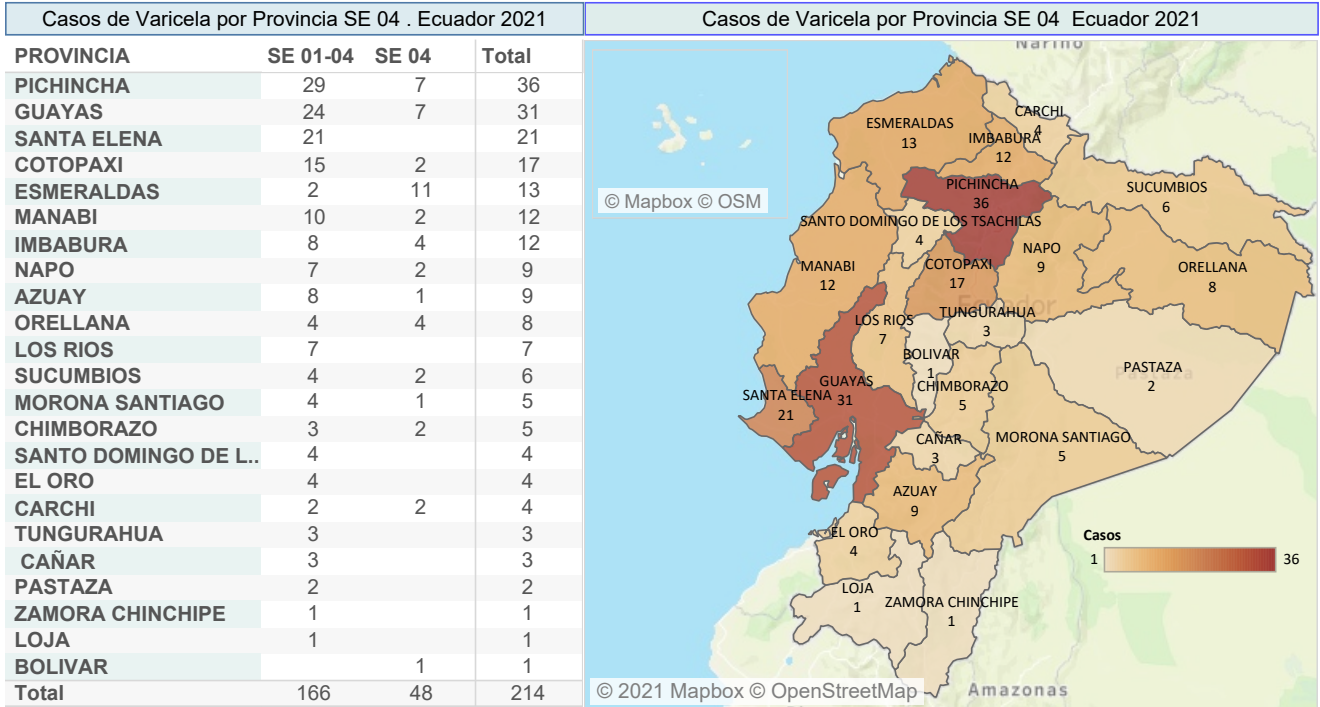 Casos de Varicela por Provincia SE 04 . Ecuador 2021
PROVINCIA SE 01-04 SE 04 Total
PICHINCHA 29 7 36
GUAYAS 24 7 31
SANTA ELENA 21 21
COTOPAXI 15 2 17
ESMERALDAS 2 11 13
MANABI 10 2 12
IMBABURA 8 4 12
NAPO 7 2 9
AZUAY 8 1 9
ORELLANA 4 4 8
LOS RIOS 7 7
SUCUMBIOS 4 2 6
MORONA SANTIAGO 4 1 5
CHIMBORAZO 3 2 5
SANTO DOMINGO DE L.. 4 4
EL ORO 4 4
CARCHI 2 2 4
TUNGURAHUA 3 3
CAÑAR 3 3
PASTAZA 2 2
ZAMORA CHINCHIPE 1 1
LOJA 1 1
BOLIVAR 1 1
Total 166 48 214
Casos de Varicela por Provincia SE 04 Ecuador 2021
Nariño
CARCHI
4
ESMERALDAS
13
IMBABURA
12
© Mapbox © OSM
PICHINCHA
36
SUCUMBIOS
6
SANTO DOMINGO DE LOS TSACHILAS
4
NAPO
9
MANABI
12
COTOPAXI
17
ORELLANA
8
Ecuador
TUNGURAHUA
3
LOS RIOS
7
BOLIVAR
1
PASTAZA
2
Pastaza
GUAYAS
31
CHIMBORAZO
5
SANTA ELENA
21
CAÑAR
3
MORONA SANTIAGO
5
AZUAY
9
EL ORO
4
Casos
1 36
LOJA
1
ZAMORA CHINCHIPE
1
© 2021 Mapbox © OpenStreetMap
Amazonas